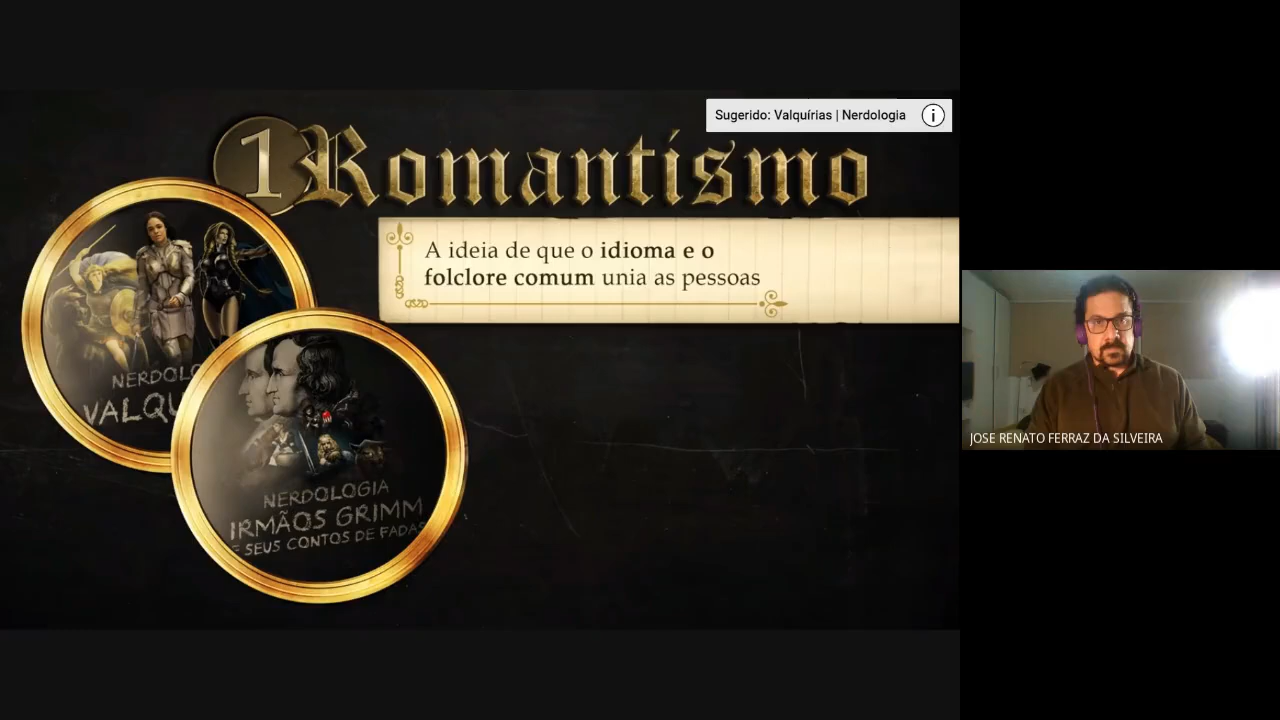 Sugerido: Valquírias | Nerdologia
1 Romantismo
A ideia de que o idioma e o
folclore comum unia as pessoas
NERDOLO
VALQU
NERDOLOGIA
IRMÃOS GRIMM
E SEUS CONTOS DE FADAS
JOSE RENATO FERRAZ DA SILVEIRA